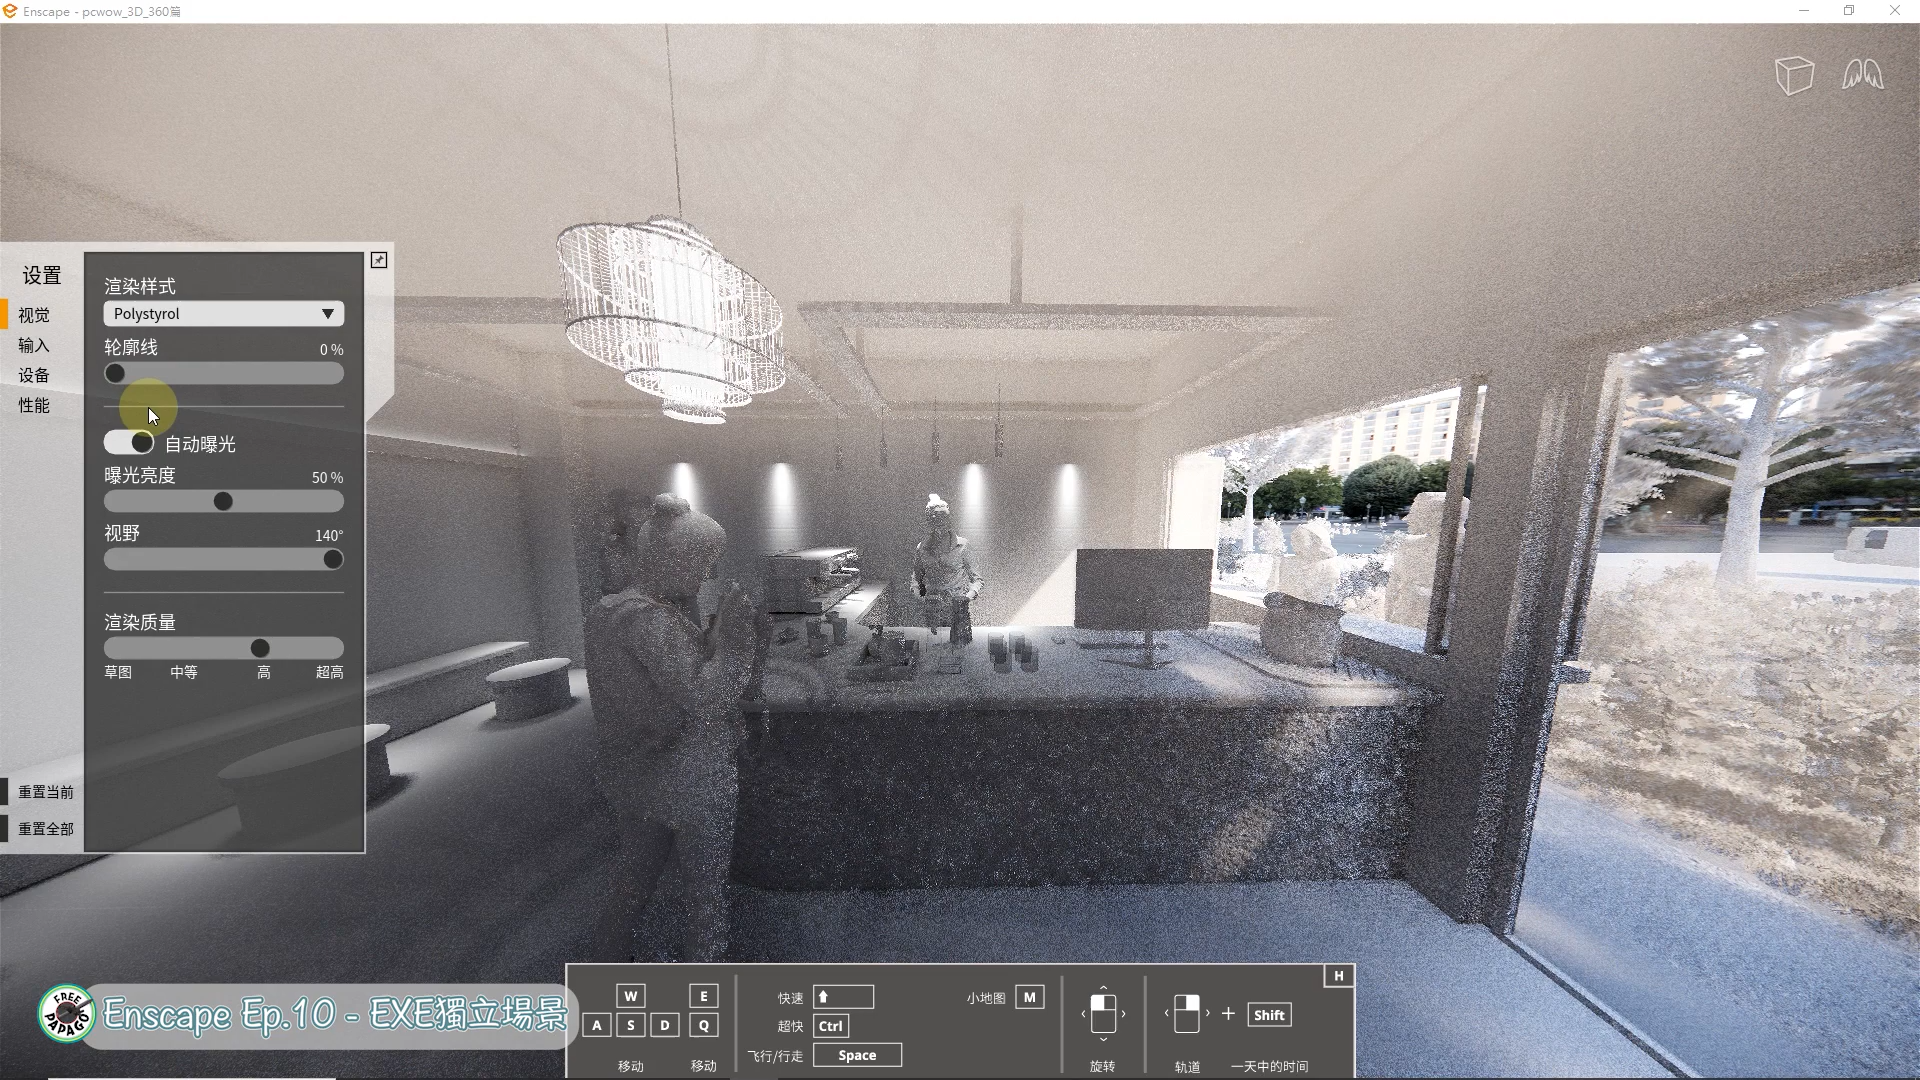 Enscape - pcwow_3D_360篇
设置
视觉
输入
设备
性能
重置当前
重置全部
渲染样式
Polystyrol
轮廓线
0 %
自动曝光
曝光亮度
50 %
视野
140°
渲染质量
草图 中等 高 超高
FREE PAPAGO
Enscape Ep.10 - EXE獨立場景
H
W E
A S D Q
移动 移动
快速
超快 Ctrl
飞行/行走 Space
小地图 M
旋转
轨道
+ Shift
一天中的时间